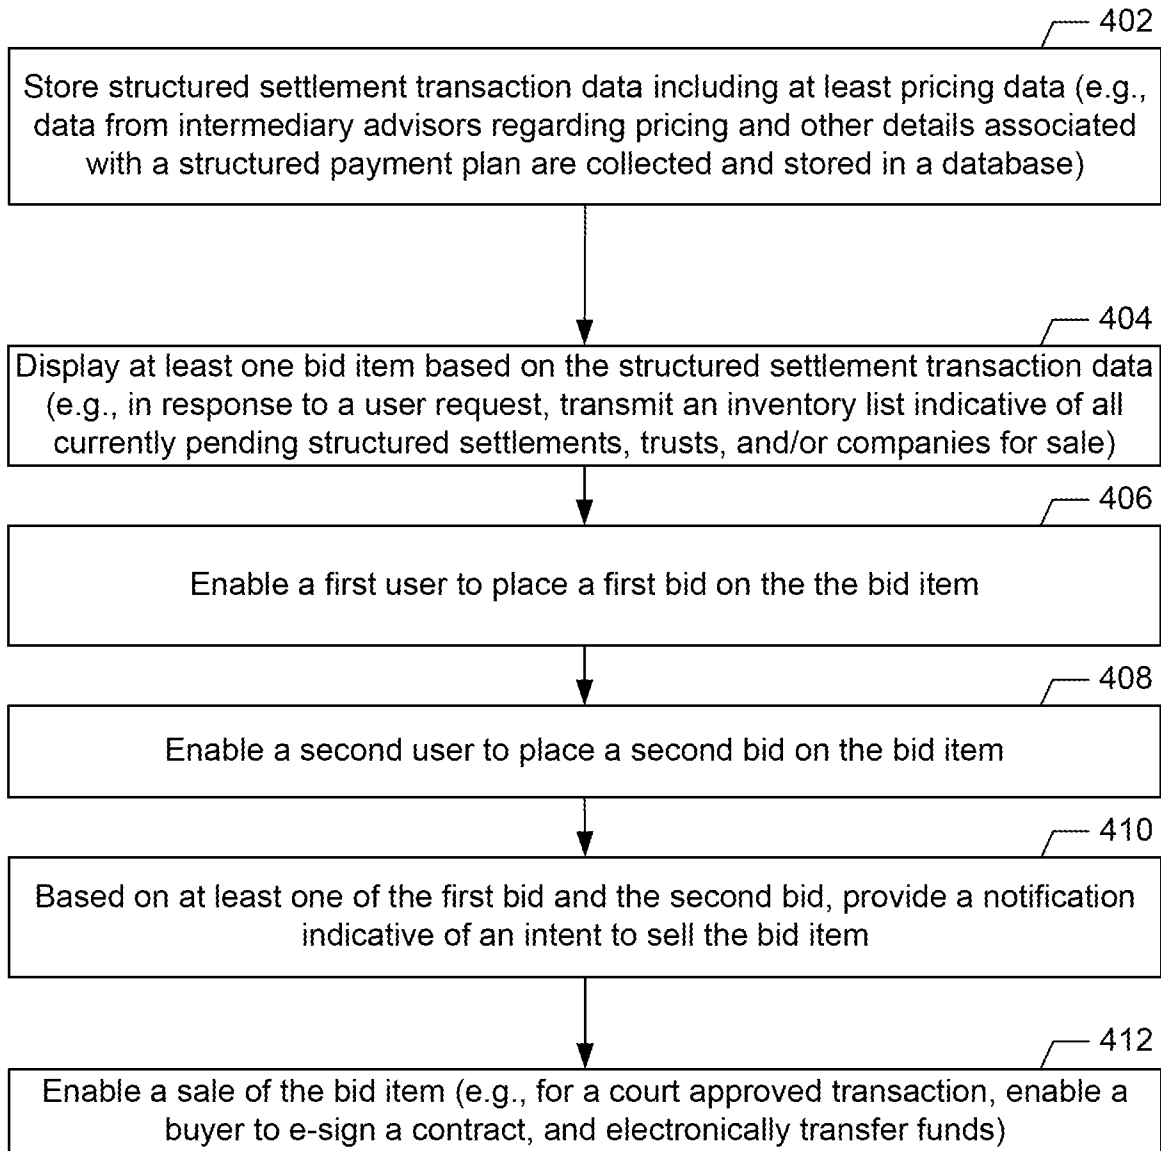 402
Store structured settlement transaction data including at least pricing data (e.g.,
data from intermediary advisors regarding pricing and other details associated
with a structured payment plan are collected and stored in a database)
404
Display at least one bid item based on the structured settlement transaction data
(e.g., in response to a user request, transmit an inventory list indicative of all
currently pending structured settlements, trusts, and/or companies for sale)
406
Enable a first user to place a first bid on the the bid item
408
Enable a second user to place a second bid on the bid item
410
Based on at least one of the first bid and the second bid, provide a notification
indicative of an intent to sell the bid item
412
Enable a sale of the bid item (e.g., for a court approved transaction, enable a
buyer to e-sign a contract, and electronically transfer funds)